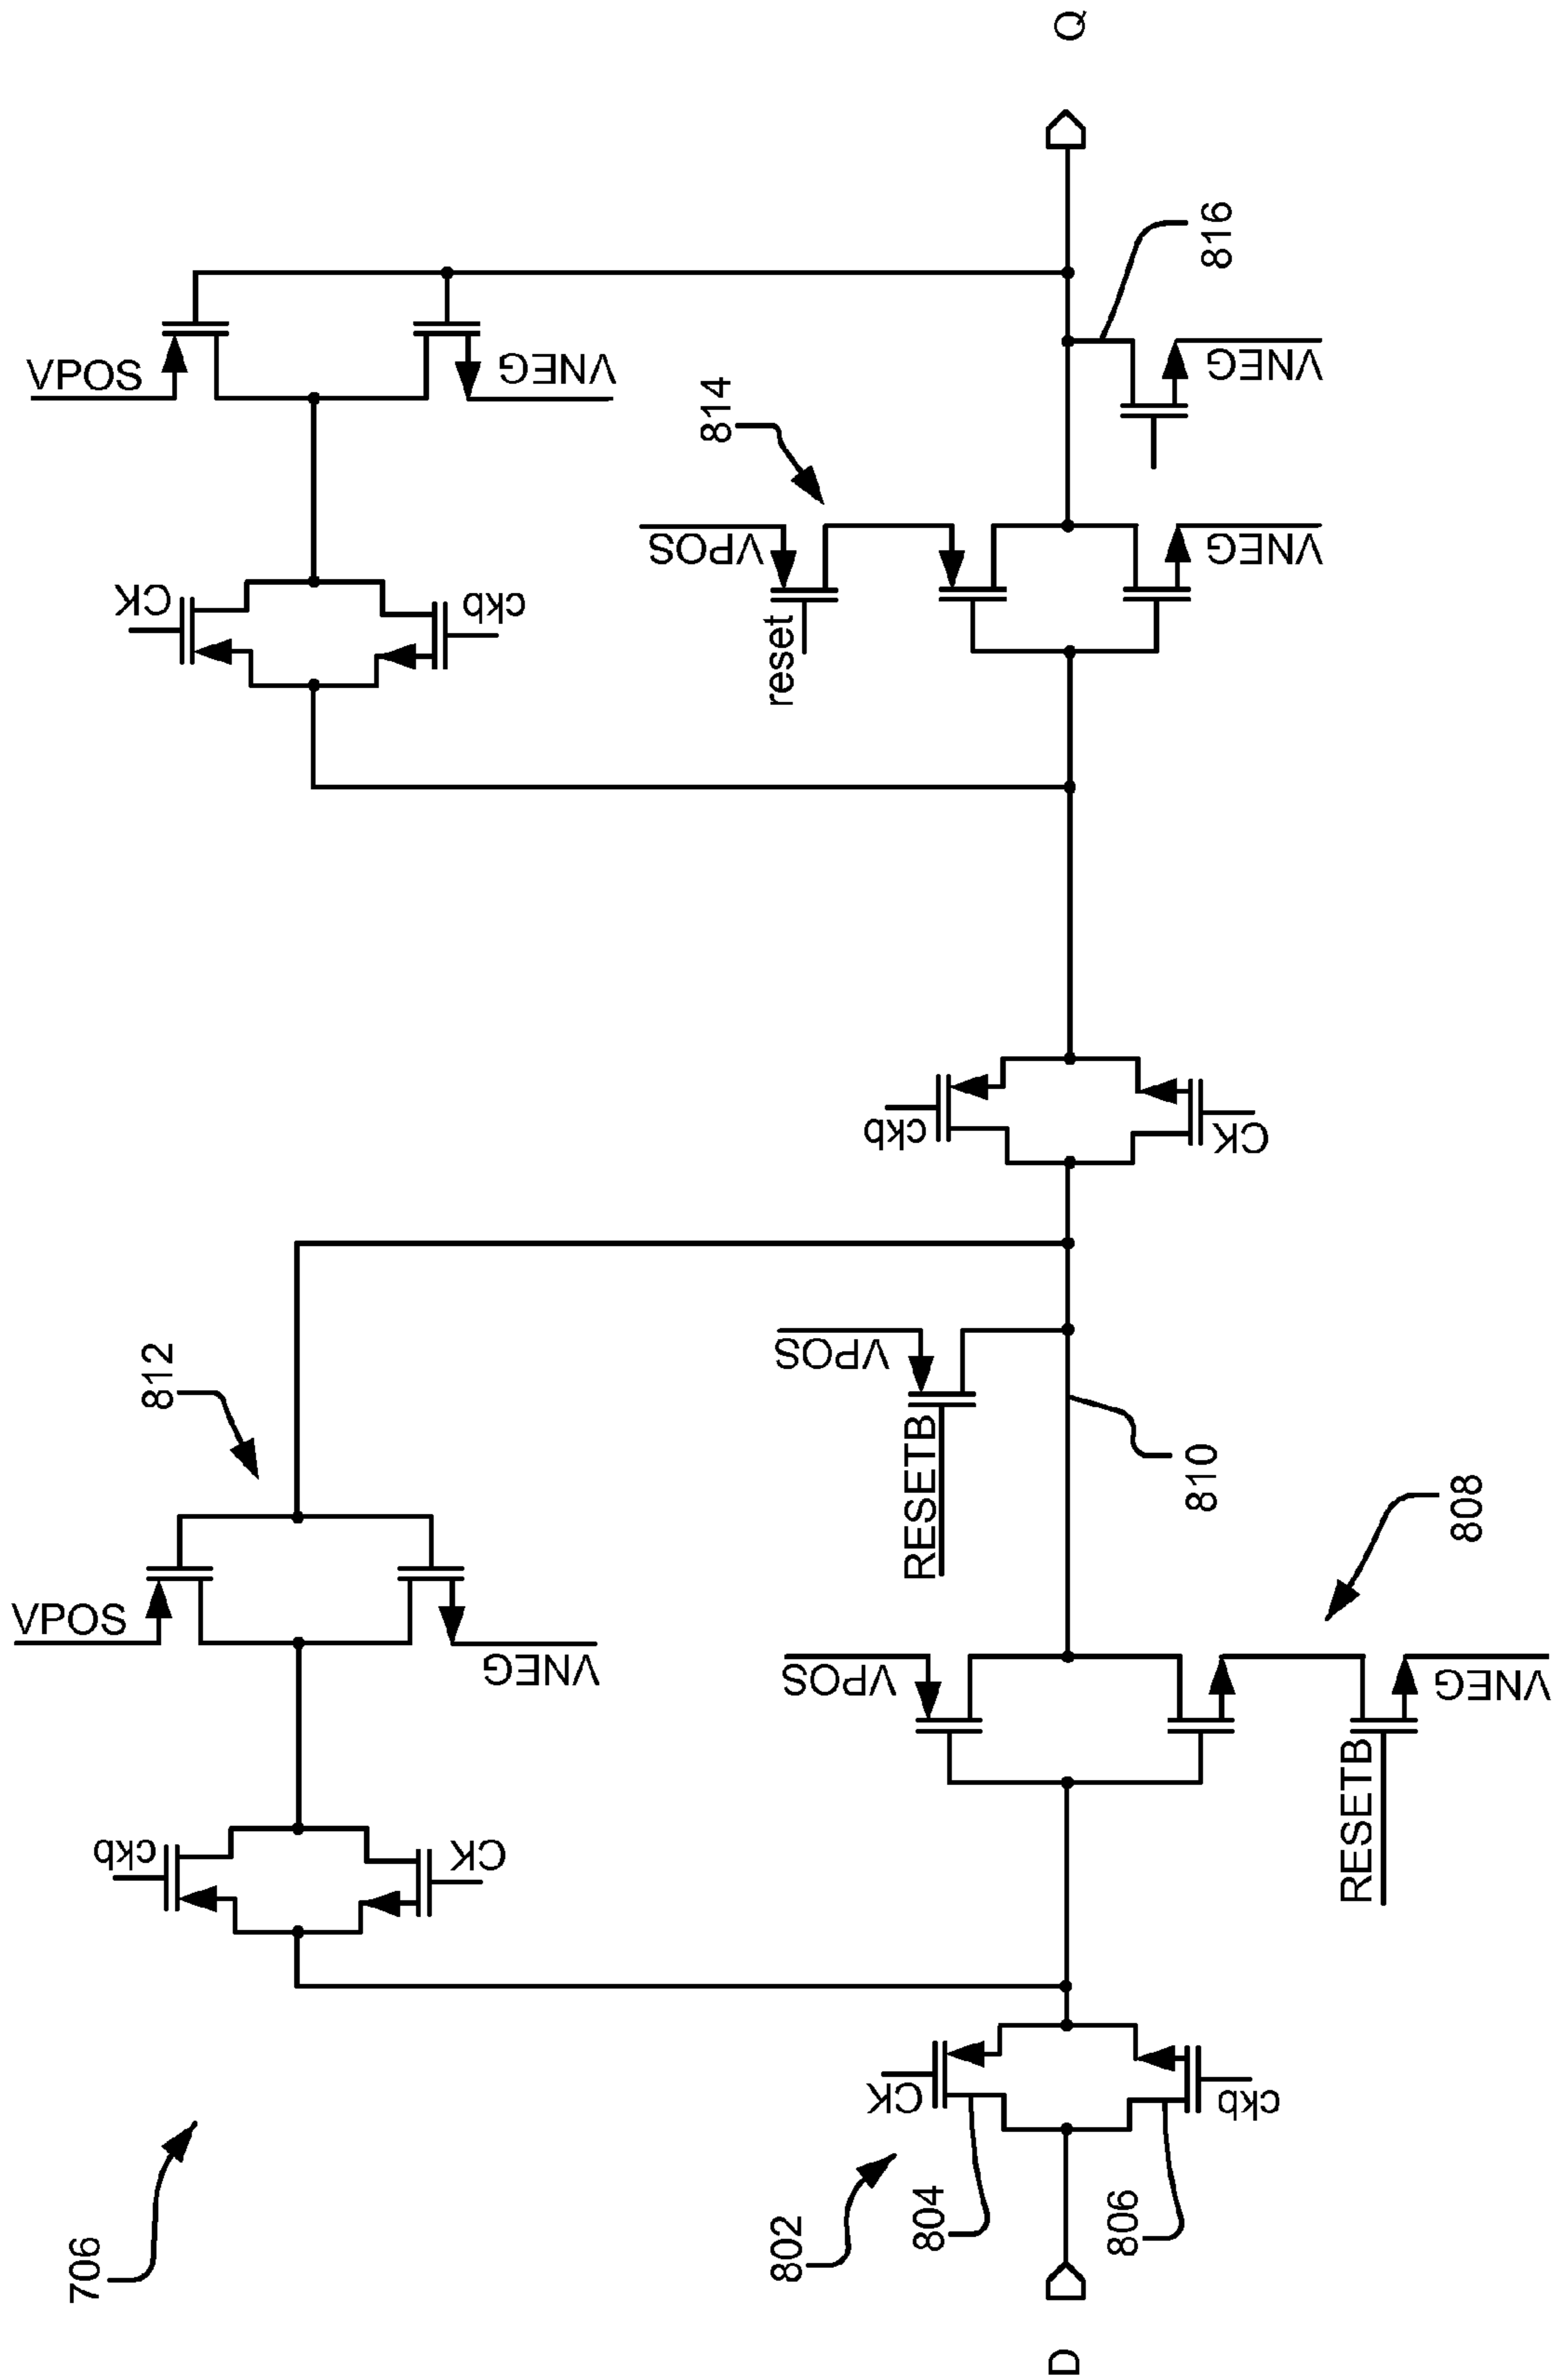 706
802
804
806
D
CK
ckb
ckb
CK
VPOS
VNEG
812
VPOS
RESETB
VNEG
808
RESETB
VPOS
810
ckb
CK
CK
ckb
VPOS
VNEG
reset
VPOS
814
VNEG
VNEG
816
Q